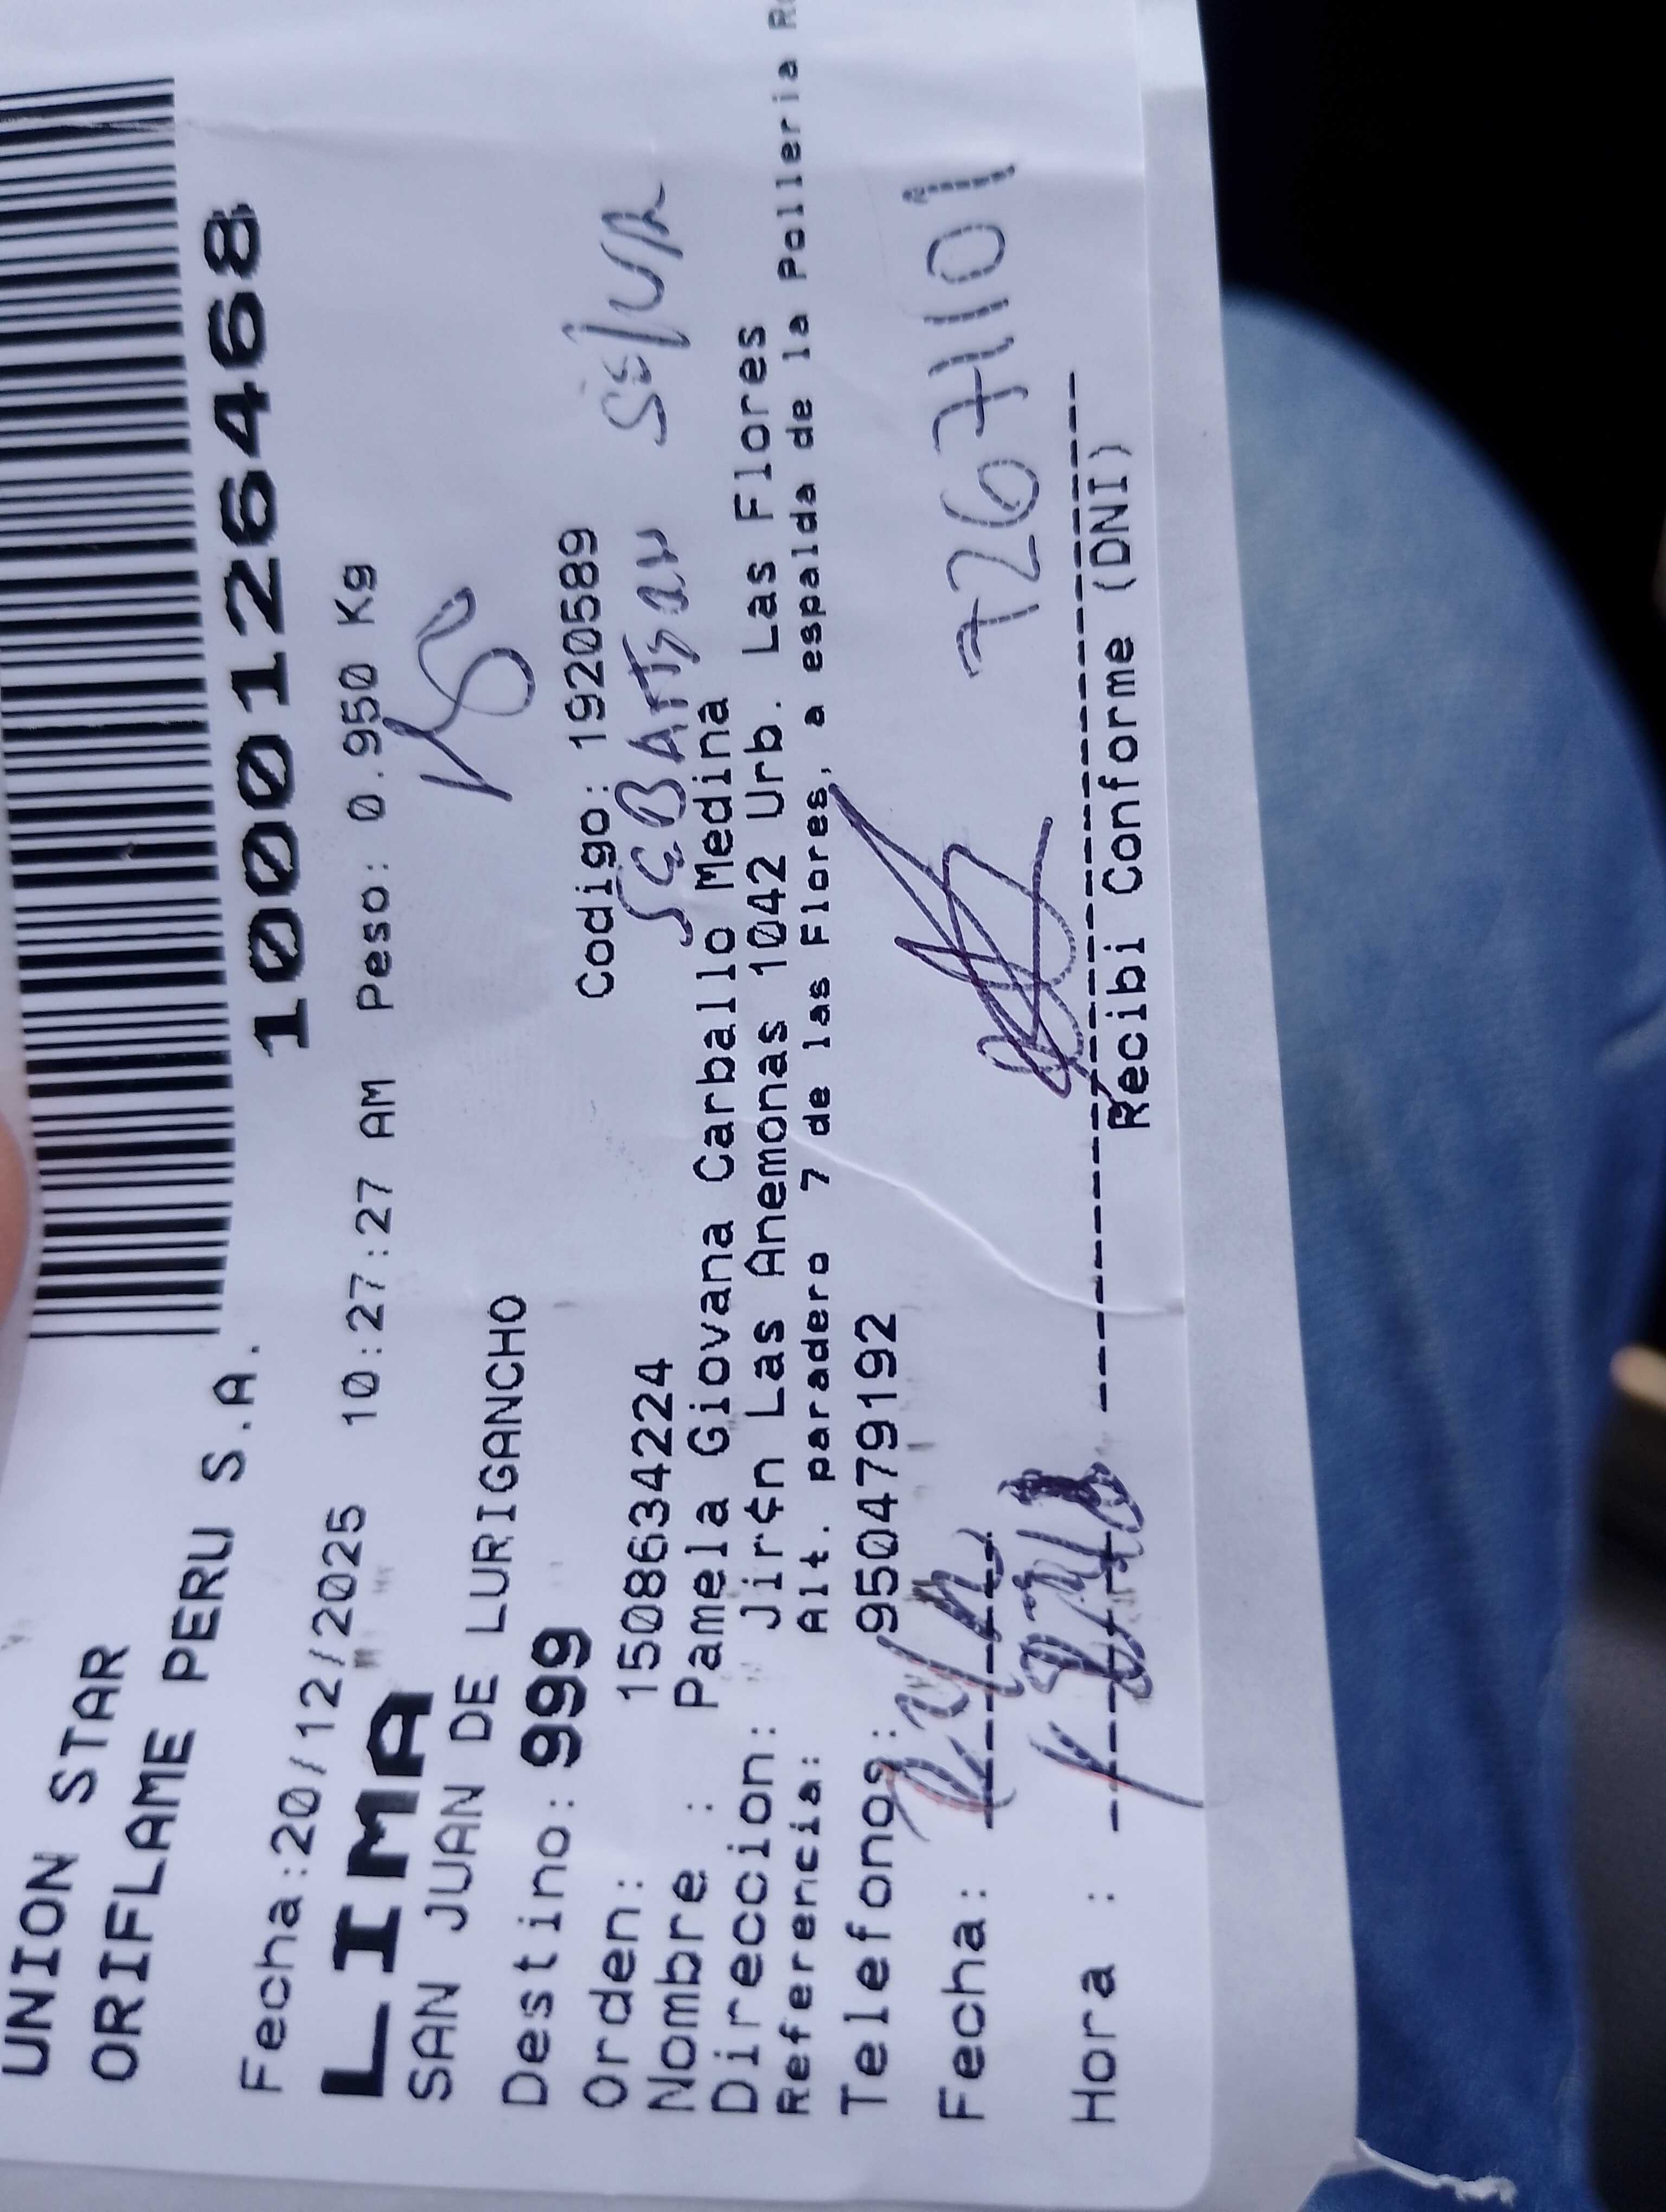 UNION STAR
ORIFLAME PERU S.A.
1000126468
Fecha:20/12/2025 10:27:27 AM Peso: 0.950 Kg
LIMA
SAN JUAN DE LURIGANCHO
Destino: 999
Codigo: 1920589
Orden: 1508634224
Nombre : Pamela Giovana Carballo Medina
Direccion: Jir¢n Las Anemonas 1042 Urb. Las Flores
Referencia: Alt. paradero 7 de las Flores, a espalda de la Polleria
Telefonos: 950479192
Fecha:
72671101
Hora :
Recibi Conforme (DNI)